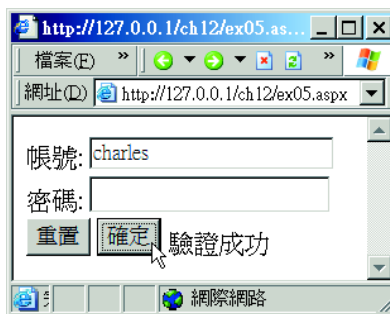 http://127.0.0.1/ch12/ex05.as...
檔案(F) »
»
網址(D) http://127.0.0.1/ch12/ex05.aspx
帳號: charles
密碼:
重置 確定 驗證成功
網際網路